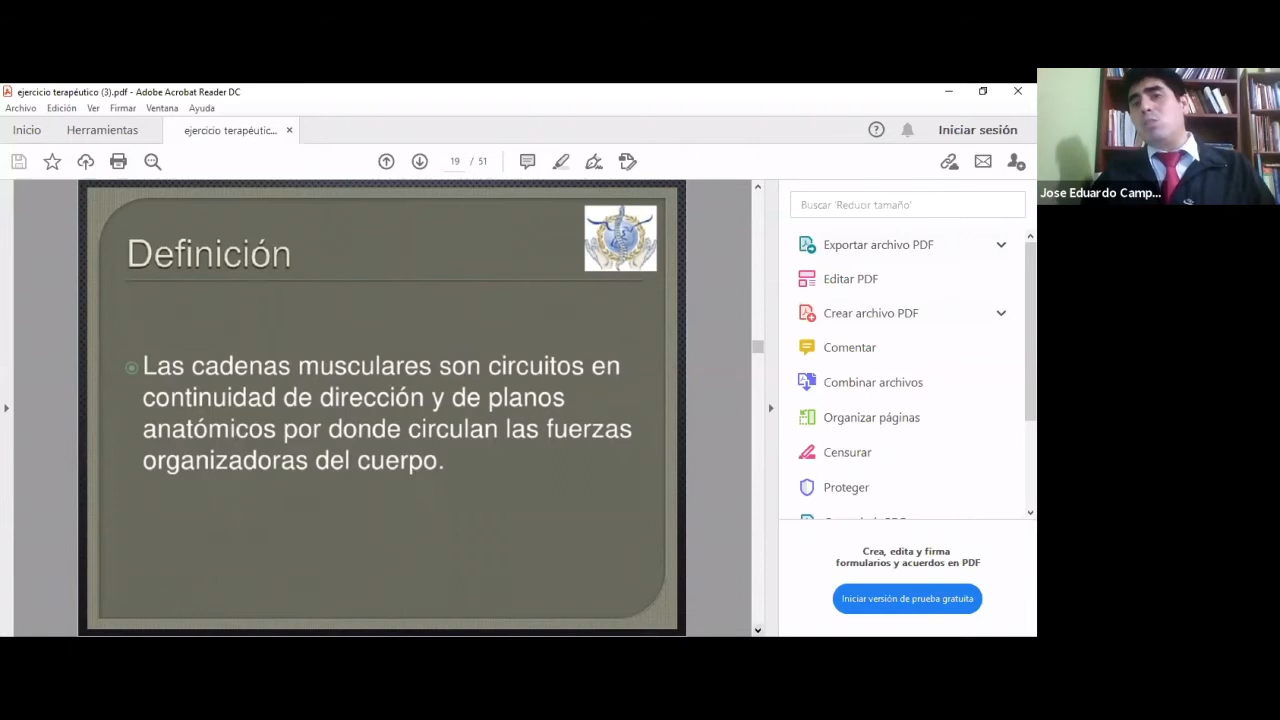 ejercicio terapéutico (3).pdf - Adobe Acrobat Reader DC
Archivo Edición Ver Firmar Ventana Ayuda
Inicio Herramientas ejercicio terapéutic... × Iniciar sesión
19 / 51
Jose Eduardo Camp...
Definición
Las cadenas musculares son circuitos en
continuidad de dirección y de planos
anatómicos por donde circulan las fuerzas
organizadoras del cuerpo.
Buscar 'Reducir tamaño'
Exportar archivo PDF
Editar PDF
Crear archivo PDF
Comentar
Combinar archivos
Organizar páginas
Censurar
Proteger
Crea, edita y firma
formularios y acuerdos en PDF
Iniciar versión de prueba gratuita